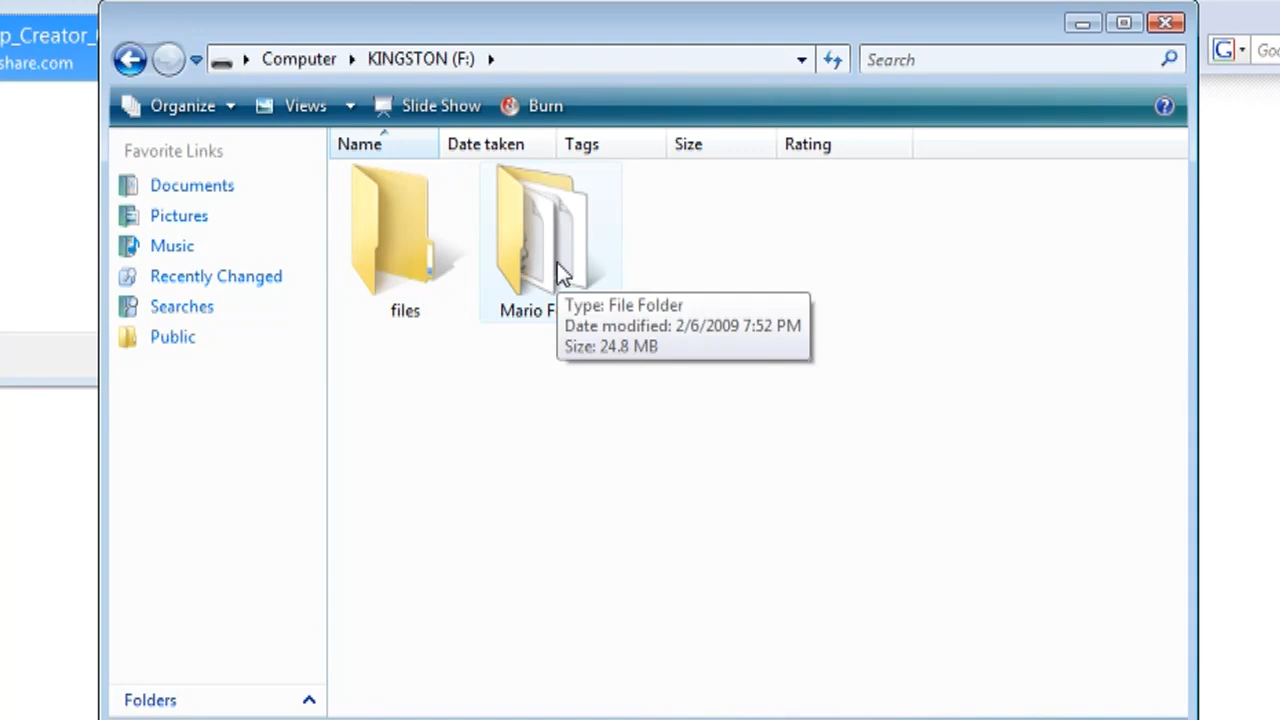 p_Creator_
share.com
Computer KINGSTON (F:)
Search
G
Goo
Organize Views Slide Show Burn
?
Favorite Links
Documents
Pictures
Music
Recently Changed
Searches
Public
Folders
Name Date taken Tags Size Rating
files
Mario F
Type: File Folder
Date modified: 2/6/2009 7:52 PM
Size: 24.8 MB